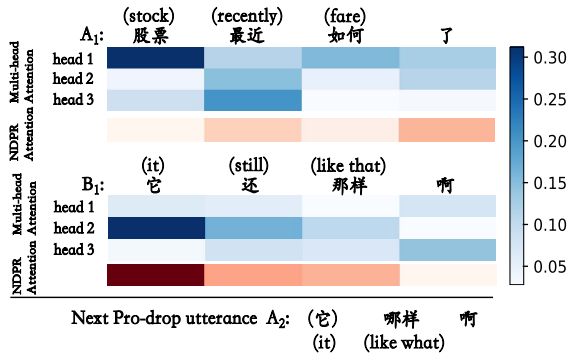 (stock) (recently) (fare)
A1: 股票 最近 如何 了
Multi-head Attention
head 1
head 2
head 3
NDPR Attention
(it) (still) (like that)
B1: 它 还 那样 啊
Multi-head Attention
head 1
head 2
head 3
NDPR Attention
0.30
0.25
0.20
0.15
0.10
0.05
Next Pro-drop utterance A2: (它) 哪样 啊
(it) (like what)